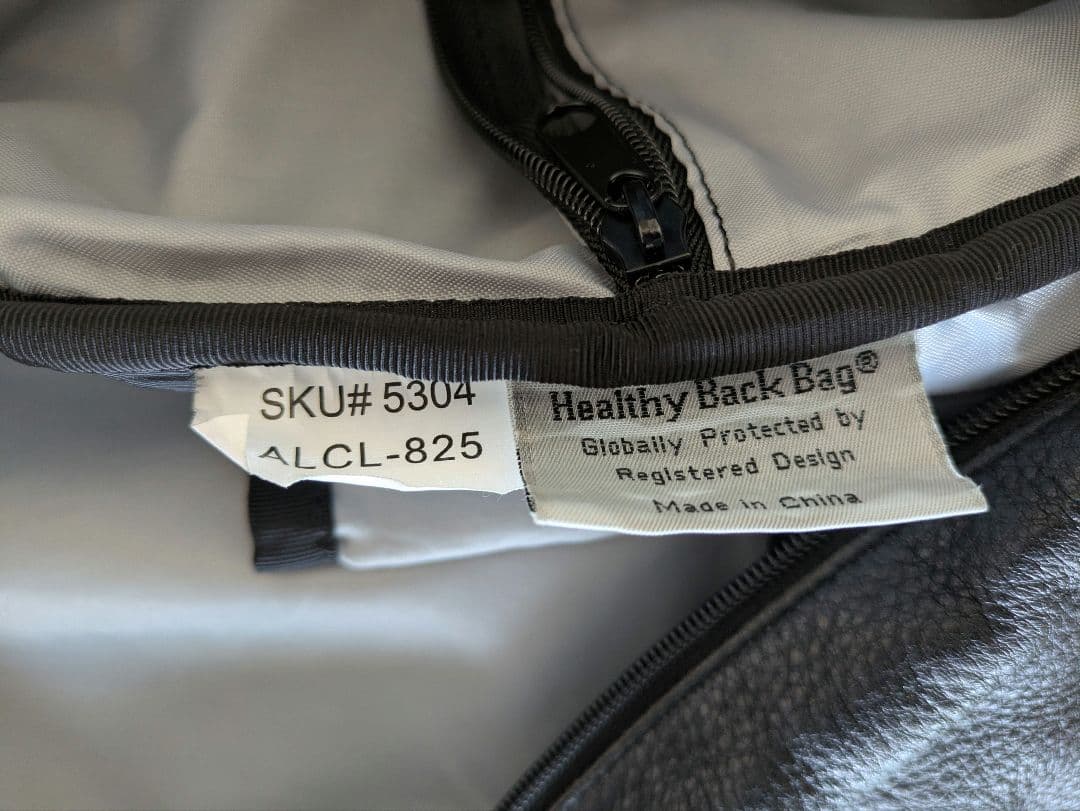 SKU# 5304
ALCL-825
Healthy Back Bag®
Globally Protected by
Registered Design
Made in China